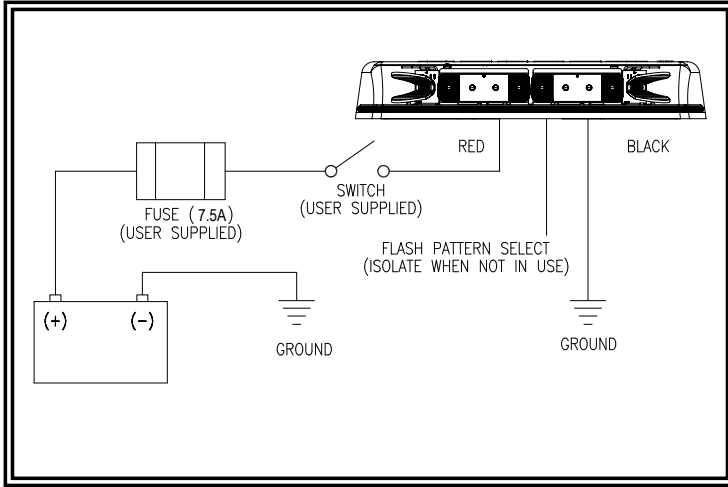 RED
BLACK
FUSE (7.5A)
(USER SUPPLIED)
SWITCH
(USER SUPPLIED)
FLASH PATTERN SELECT
(ISOLATE WHEN NOT IN USE)
(+)
(-)
GROUND
GROUND